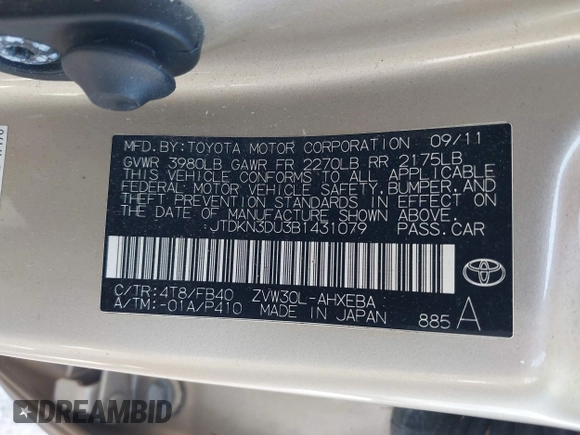 MFD. BY: TOYOTA MOTOR CORPORATION 09/11
GVWR 3980LB GAWR FR 2270LB RR 2175LB
THIS VEHICLE CONFORMS TO ALL APPLICABLE
FEDERAL MOTOR VEHICLE SAFETY, BUMPER, AND
THEFT PREVENTION STANDARDS IN EFFECT ON
THE DATE OF MANUFACTURE SHOWN ABOVE.
:JTDKN3DU3B1431079 PASS.CAR
C/TR:4T8/FB40 ZVW30L-AHXEBA :
A/TM:-01A/P410 MADE IN JAPAN 885 A
TOYOTA
DREAMBID